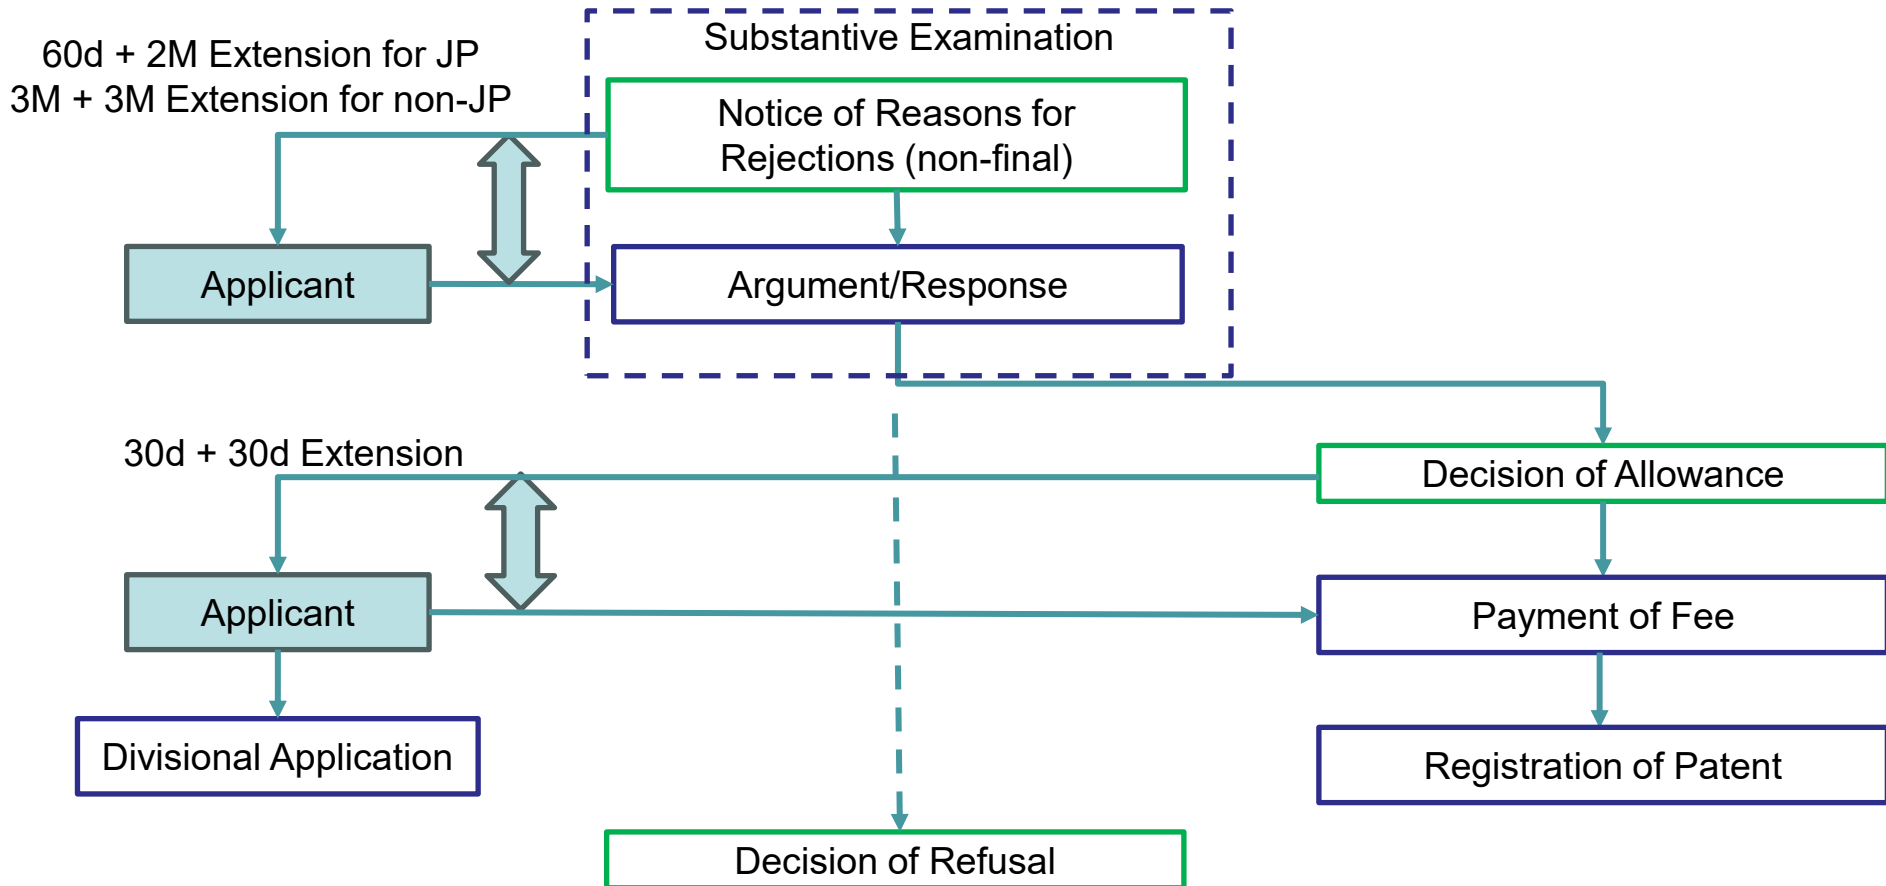 Substantive Examination
60d + 2M Extension for JP
3M + 3M Extension for non-JP
Notice of Reasons for
Rejections (non-final)
Applicant
Argument/Response
30d + 30d Extension
Decision of Allowance
Applicant
Payment of Fee
Divisional Application
Registration of Patent
Decision of Refusal